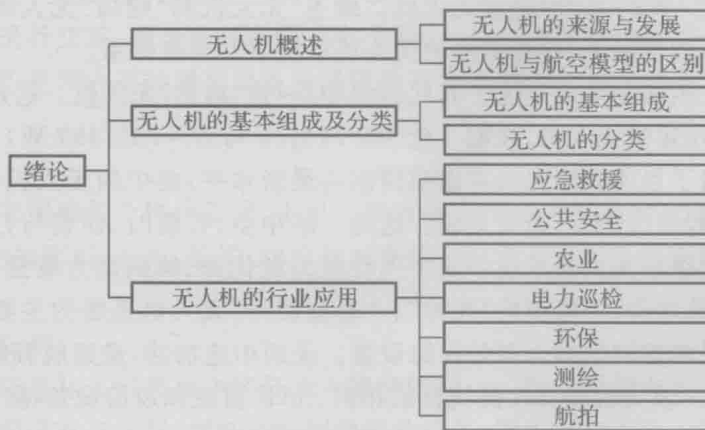 绪论
无人机概述
无人机的来源与发展
无人机与航空模型的区别
无人机的基本组成及分类
无人机的基本组成
无人机的分类
无人机的行业应用
应急救援
公共安全
农业
电力巡检
环保
测绘
航拍